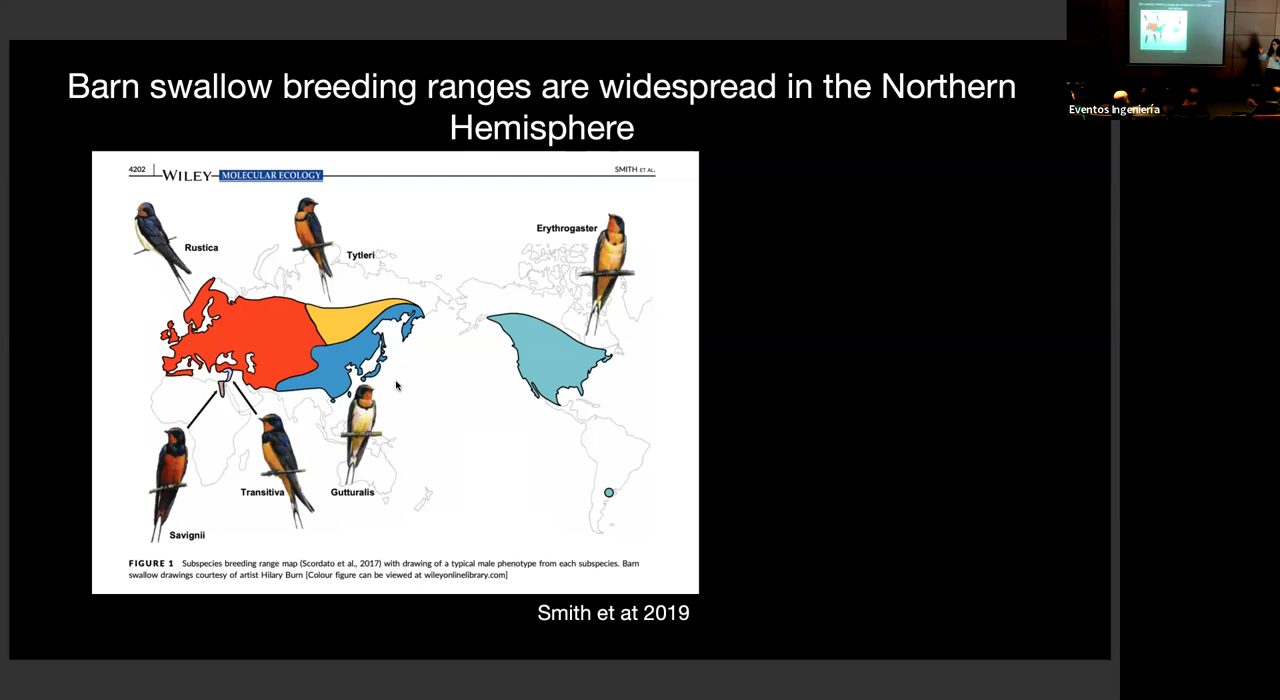 Barn swallow breeding ranges are widespread in the Northern
Hemisphere
Eventos Ingeniería
4202
WILEY
MOLECULAR ECOLOGY
SMITH ET AL.
Rustica
Tytleri
Erythrogaster
Transitiva
Gutturalis
Savignii
FIGURE 1 Subspecies breeding range map (Scordato et al., 2017) with drawing of a typical male phenotype from each subspecies. Barn
swallow drawings courtesy of artist Hilary Burn [Colour figure can be viewed at wileyonlinelibrary.com]
Smith et at 2019